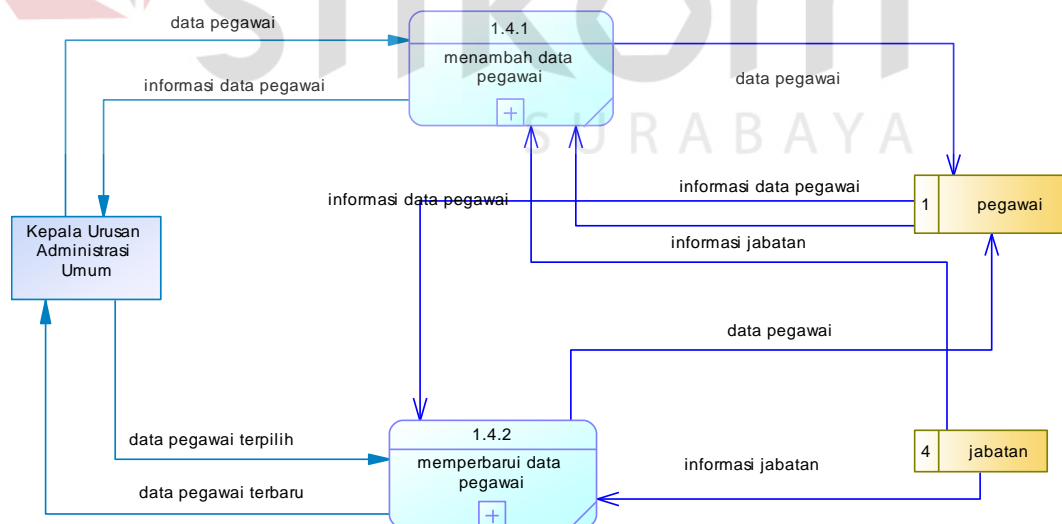 stikom
SURABAYA
data pegawai
1.4.1
menambah data
pegawai
informasi data pegawai
data pegawai
informasi data pegawai
informasi data pegawai
1
pegawai
Kepala Urusan
Administrasi
Umum
informasi jabatan
data pegawai
data pegawai terpilih
1.4.2
memperbarui data
pegawai
4
jabatan
informasi jabatan
data pegawai terbaru